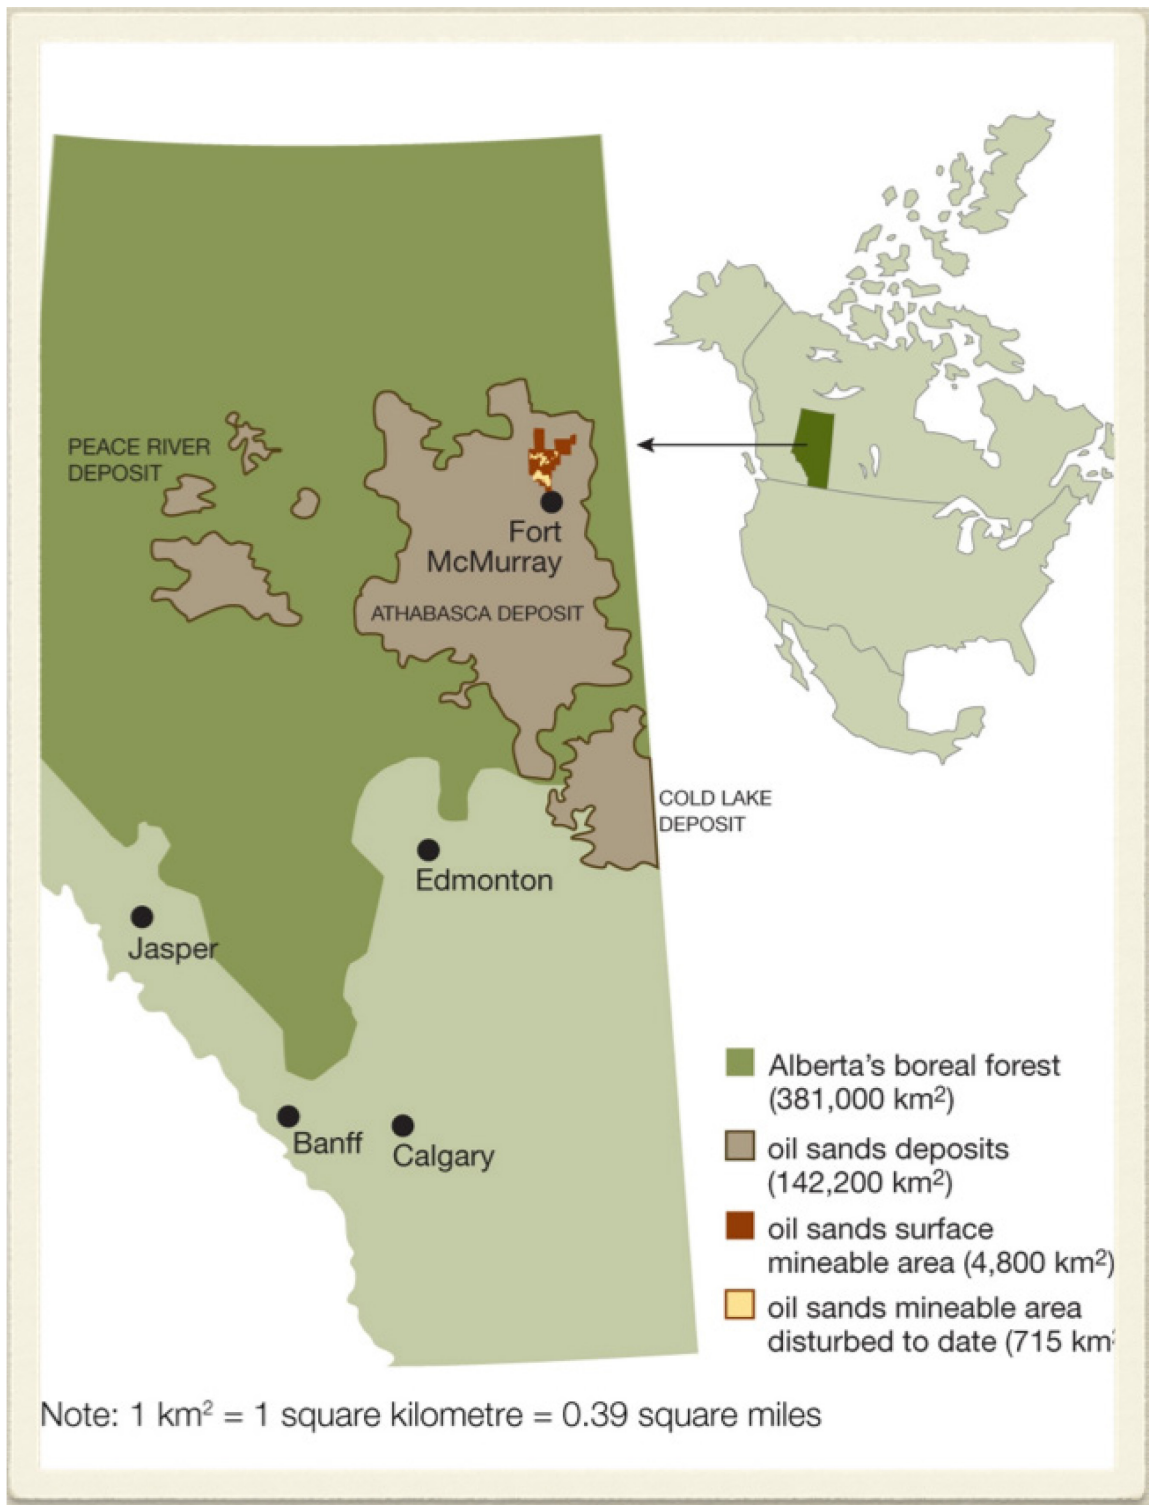 PEACE RIVER
DEPOSIT
Fort
McMurray
ATHABASCA DEPOSIT
COLD LAKE
DEPOSIT
Edmonton
Jasper
Banff
Calgary
Alberta’s boreal forest
(381,000 km²)
oil sands deposits
(142,200 km²)
oil sands surface
mineable area (4,800 km²)
oil sands mineable area
disturbed to date (715 km²
Note: 1 km² = 1 square kilometre = 0.39 square miles